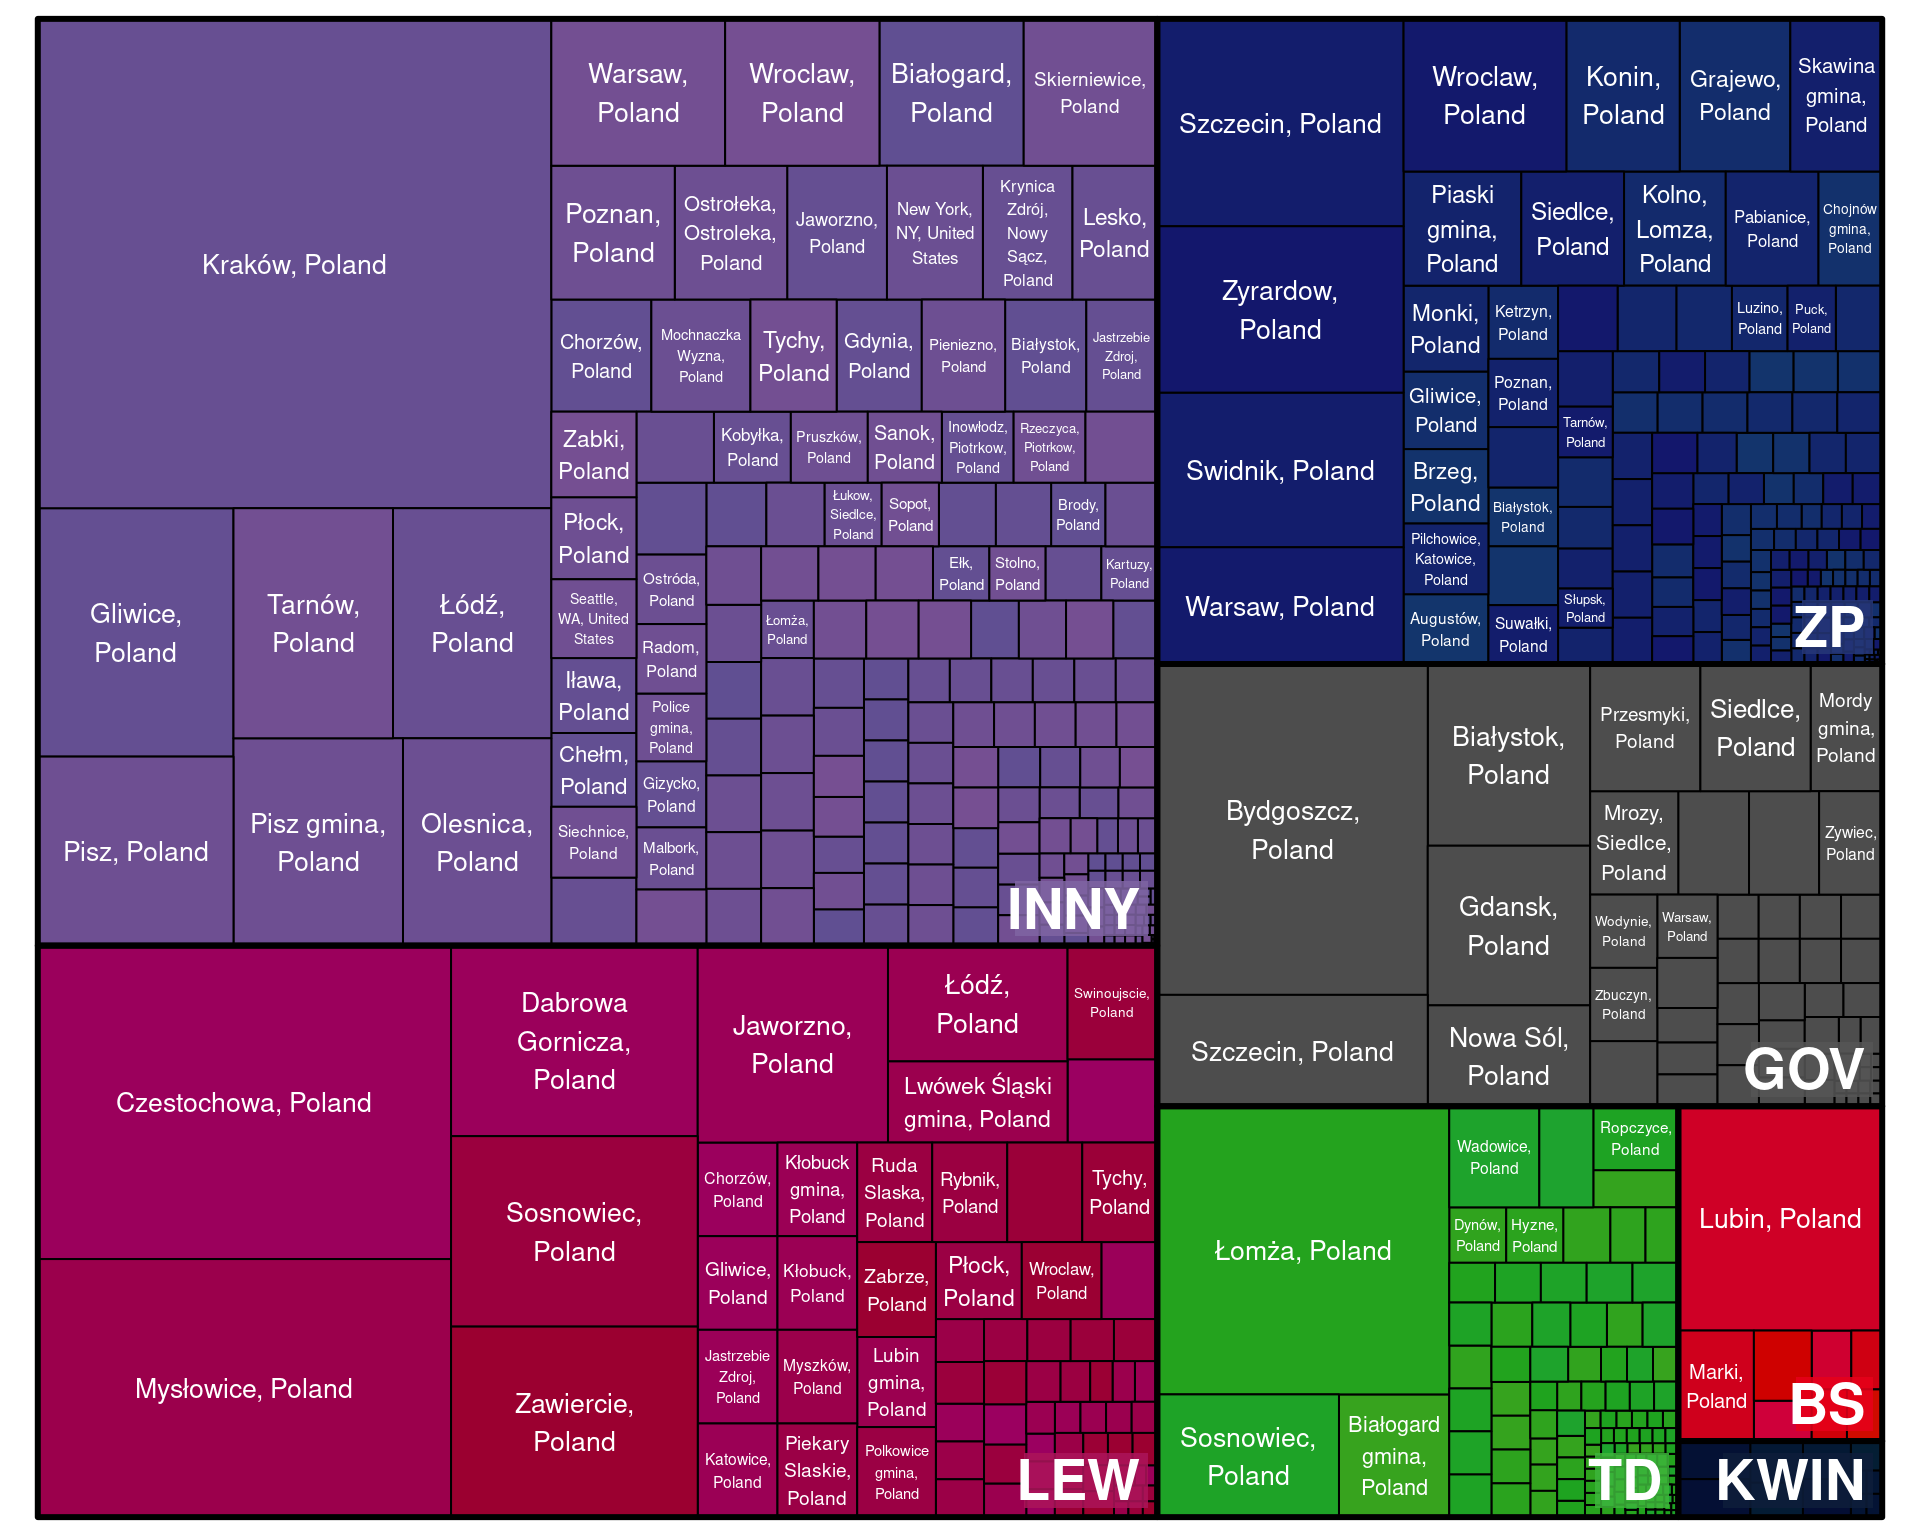 Kraków, Poland
Gliwice,
Poland
Pisz, Poland
Tarnów,
Poland
Łódź,
Poland
Pisz gmina,
Poland
Olesnica,
Poland
Warsaw,
Poland
Wroclaw,
Poland
Białogard,
Poland
Skierniewice,
Poland
Poznan,
Poland
Ostrołeka,
Ostroleka,
Poland
Jaworzno,
Poland
New York,
NY, United
States
Krynica
Zdrój,
Nowy
Sącz,
Poland
Lesko,
Poland
Chorzów,
Poland
Mochnaczka
Wyzna,
Poland
Tychy,
Poland
Gdynia,
Poland
Pieniezno,
Poland
Białystok,
Poland
Jastrzebie
Zdroj,
Poland
Zabki,
Poland
Płock,
Poland
Seattle,
WA, United
States
Iława,
Poland
Chełm,
Poland
Siechnice,
Poland
Kobyłka,
Poland
Pruszków,
Poland
Sanok,
Poland
Inowłodz,
Piotrkow,
Poland
Rzeczyca,
Piotrkow,
Poland
Łukow,
Siedlce,
Poland
Sopot,
Poland
Brody,
Poland
Ostróda,
Poland
Radom,
Poland
Police
gmina,
Poland
Gizycko,
Poland
Malbork,
Poland
Ełk,
Poland
Stolno,
Poland
Kartuzy,
Poland
Łomża,
Poland
INNY
Szczecin, Poland
Zyrardow,
Poland
Swidnik, Poland
Warsaw, Poland
Wroclaw,
Poland
Konin,
Poland
Grajewo,
Poland
Skawina
gmina,
Poland
Piaski
gmina,
Poland
Siedlce,
Poland
Kolno,
Lomza,
Poland
Pabianice,
Poland
Chojnów
gmina,
Poland
Monki,
Poland
Gliwice,
Poland
Brzeg,
Poland
Pilchowice,
Katowice,
Poland
Augustów,
Poland
Ketrzyn,
Poland
Poznan,
Poland
Białystok,
Poland
Suwałki,
Poland
Luzino,
Poland
Puck,
Poland
Tarnów,
Poland
Słupsk,
Poland
ZP
Bydgoszcz,
Poland
Szczecin, Poland
Białystok,
Poland
Gdansk,
Poland
Nowa Sól,
Poland
Przesmyki,
Poland
Siedlce,
Poland
Mordy
gmina,
Poland
Mrozy,
Siedlce,
Poland
Zywiec,
Poland
Wodynie,
Poland
Warsaw,
Poland
Zbuczyn,
Poland
GOV
Czestochowa, Poland
Mysłowice, Poland
Dabrowa
Gornicza,
Poland
Sosnowiec,
Poland
Zawiercie,
Poland
Jaworzno,
Poland
Łódź,
Poland
Lwówek Śląski
gmina, Poland
Swinoujscie,
Poland
Chorzów,
Poland
Kłobuck
gmina,
Poland
Ruda
Slaska,
Poland
Rybnik,
Poland
Tychy,
Poland
Gliwice,
Poland
Kłobuck,
Poland
Zabrze,
Poland
Płock,
Poland
Wroclaw,
Poland
Jastrzebie
Zdroj,
Poland
Myszków,
Poland
Lubin
gmina,
Poland
Katowice,
Poland
Piekary
Slaskie,
Poland
Polkowice
gmina,
Poland
LEW
Łomża, Poland
Sosnowiec,
Poland
Białogard
gmina,
Poland
Wadowice,
Poland
Ropczyce,
Poland
Dynów,
Poland
Hyzne,
Poland
TD
Lubin, Poland
Marki,
Poland
BS
KWIN